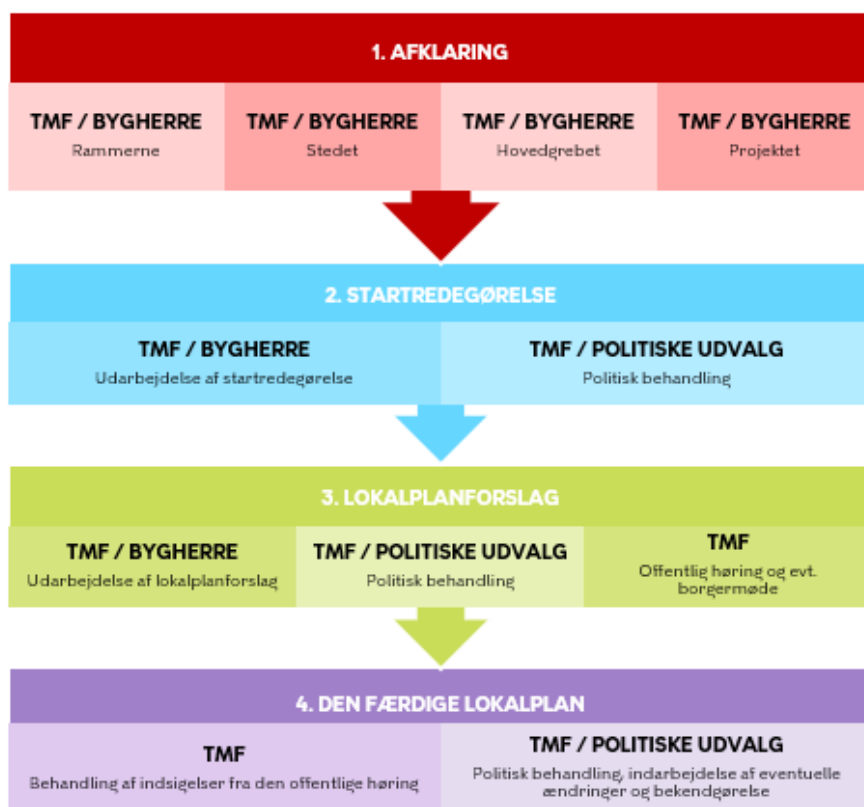 1. AFKLARING
TMF / BYGHERRE
Rammerne
TMF / BYGHERRE
Stedet
TMF / BYGHERRE
Hovedgrebet
TMF / BYGHERRE
Projektet
2. STARTREDEGØRELSE
TMF / BYGHERRE
Udarbejdelse af startredegørelse
TMF / POLITISKE UDVALG
Politisk behandling
3. LOKALPLANFORSLAG
TMF / BYGHERRE
Udarbejdelse af lokalplanforslag
TMF / POLITISKE UDVALG
Politisk behandling
TMF
Offentlig høring og evt.
borgermøde
4. DEN FÆRDIGE LOKALPLAN
TMF
Behandling af indsigelser fra den offentlige høring
TMF / POLITISKE UDVALG
Politisk behandling, indarbejdelse af eventuelle
ændringer og bekendgørelse